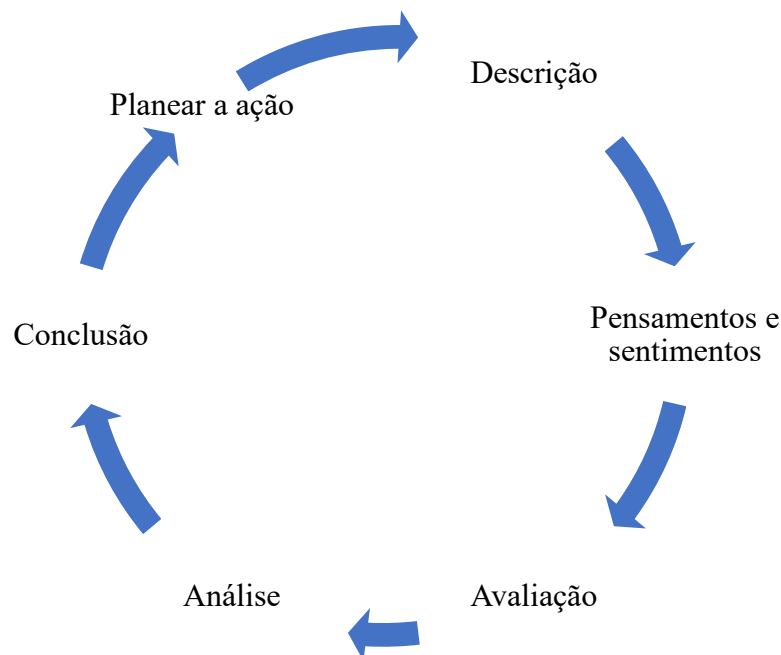 Descrição
Pensamentos e
sentimentos
Avaliação
Análise
Conclusão
Planear a ação